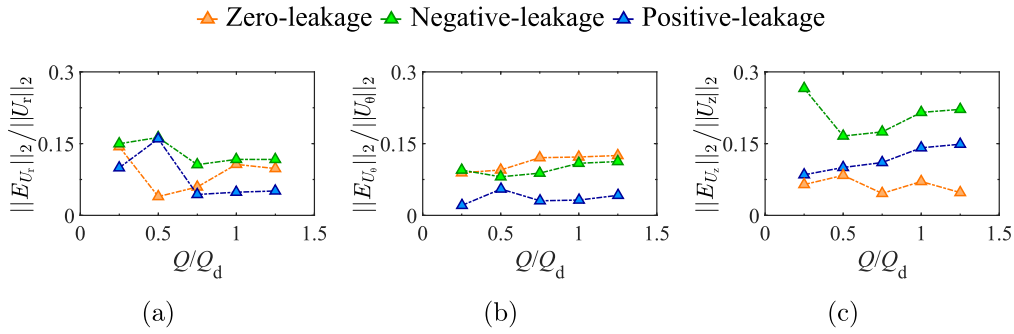 Zero-leakage Negative-leakage Positive-leakage
||E_{U_r}||_2/||U_r||_2
0.3
0.15
0
0 0.5 1 1.5
Q/Q_d
(a)
||E_{U_θ}||_2/||U_θ||_2
0.3
0.15
0
0 0.5 1 1.5
Q/Q_d
(b)
||E_{U_z}||_2/||U_z||_2
0.3
0.15
0
0 0.5 1 1.5
Q/Q_d
(c)